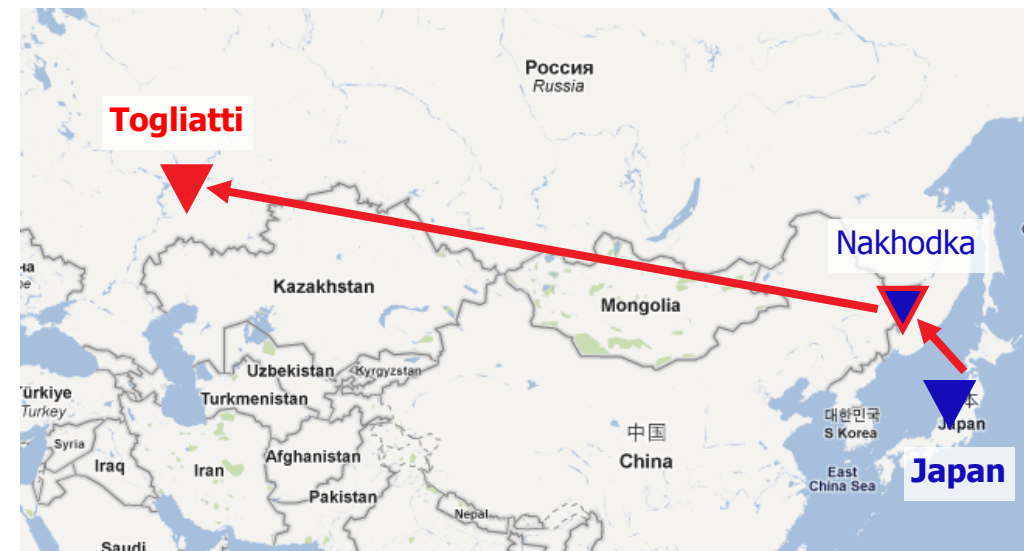 Россия
Russia
Togliatti
Nakhodka
Kazakhstan
Mongolia
Uzbekistan
Kyrgyzstan
Türkiye
Turkey
Turkmenistan
대한민국
S Korea
Japan
中国
China
Syria
Iraq
Iran
Afghanistan
East
China Sea
Japan
Pakistan
Nepal
Saudi